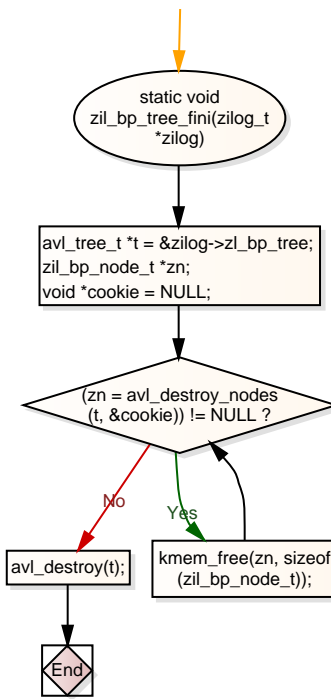 static void
zil_bp_tree_fini(zilog_t
*zilog)
avl_tree_t *t = &zilog->zl_bp_tree;
zil_bp_node_t *zn;
void *cookie = NULL;
(zn = avl_destroy_nodes
(t, &cookie)) != NULL ?
No
Yes
avl_destroy(t);
kmem_free(zn, sizeof
(zil_bp_node_t));
End